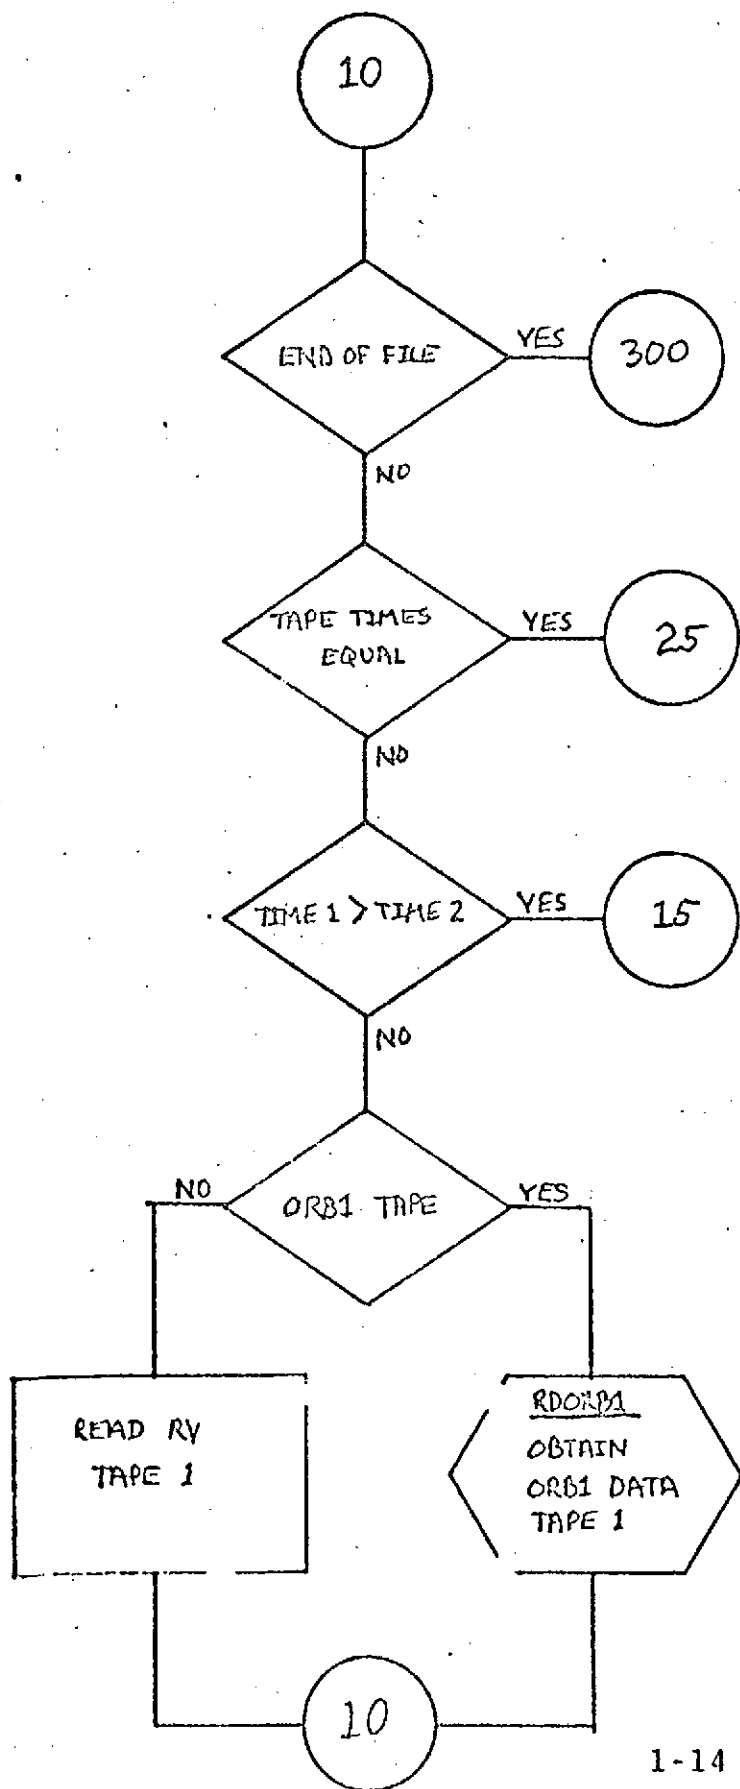 10
END OF FILE
YES
300
NO
TAPE TIMES
EQUAL
YES
25
NO
TIME 1 > TIME 2
YES
15
NO
NO
ORB1 TAPE
YES
READ RV
TAPE 1
RDORB1
OBTAIN
ORB1 DATA
TAPE 1
10
1-14